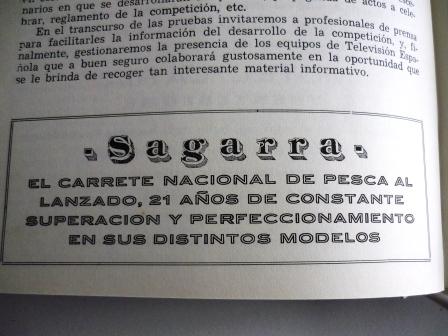 narios en que se desarrollará
actos a cele-
brar, reglamento de la competición, etc.
En el transcurso de las pruebas invitaremos a profesionales de prensa
para facilitarles la información del desarrollo de la competición, y, fi-
nalmente, gestionaremos la presencia de los equipos de Televisión Espa-
ñola que a buen seguro colaborará gustosamente en la oportunidad que
se le brinda de recoger tan interesante material informativo.
- Sagarra -
EL CARRETE NACIONAL DE PESCA AL
LANZADO, 21 AÑOS DE CONSTANTE
SUPERACION Y PERFECCIONAMIENTO
EN SUS DISTINTOS MODELOS